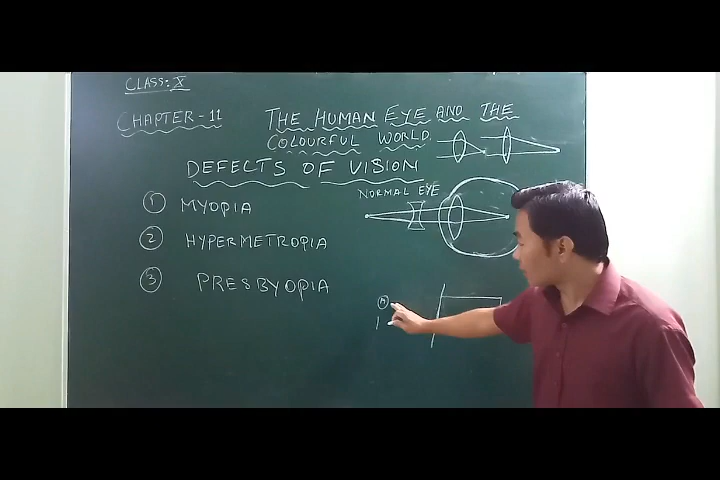 CLASS: X
CHAPTER-11 THE HUMAN EYE AND THE
COLOURFUL WORLD.
DEFECTS OF VISION
NORMAL EYE
1 MYOPIA
2 HYPERMETROPIA
3 PRESBYOPIA